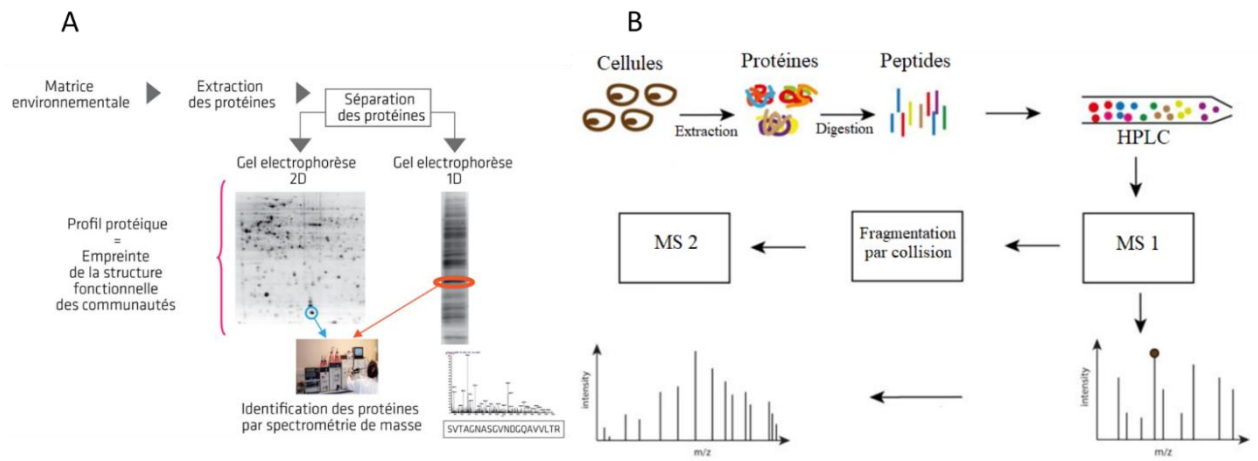 A
Matrice
environnementale
Extraction
des protéines
Séparation
des protéines
Gel electrophorèse
2D
Gel electrophorèse
1D
Profil protéique
=
Empreinte
de la structure
fonctionnelle
des communautés
Identification des protéines
par spectrométrie de masse
SVTAGNASGVNDGQAVVLTR
B
Cellules
Protéines
Peptides
Extraction
Digestion
HPLC
MS 1
Fragmentation
par collision
MS 2
intensity
m/z
intensity
m/z